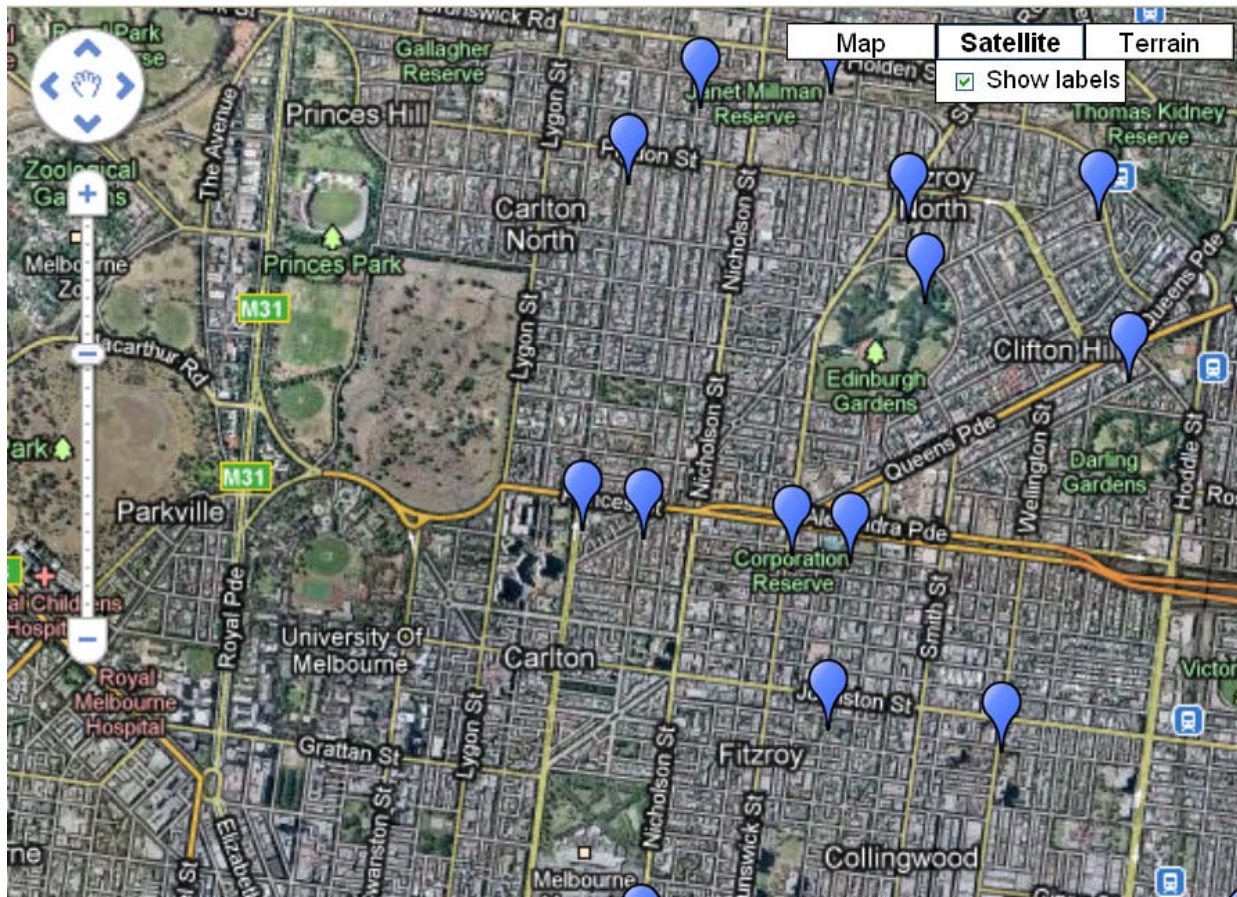 Brunswick Rd
Map
Satellite
Terrain
Show labels
Gallagher
Reserve
Holden S
Janet Millman
Reserve
Thomas Kidney
Reserve
Princes Hill
The Avenue
Lygon St
St
Zoological
Gardens
Carlton
North
Fitzroy
North
Nicholson St
Melbourne
Zoo
Princes Park
M31
Queens Pde
Macarthur Rd
Lygon St
Clifton Hill
Edinburgh
Gardens
Nicholson St
Park
M31
Queens Pde
Darling
Gardens
Wellington St
Hoddle St
Parkville
Princes St
Alexandra Pde
Corporation
Reserve
Royal Pde
Smith St
University Of
Melbourne
Carlton
Royal
Melbourne
Hospital
Johnston St
Lygon St
Grattan St
Nicholson St
Fitzroy
Swanston St
Brunswick St
Elizabeth
Collingwood
Melbourne